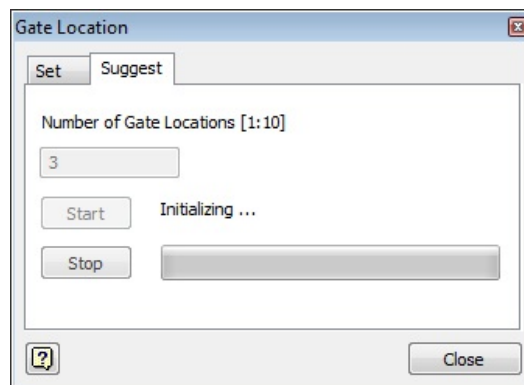 Gate Location
Set Suggest
Number of Gate Locations [1:10]
3
Start Initializing ...
Stop
? Close